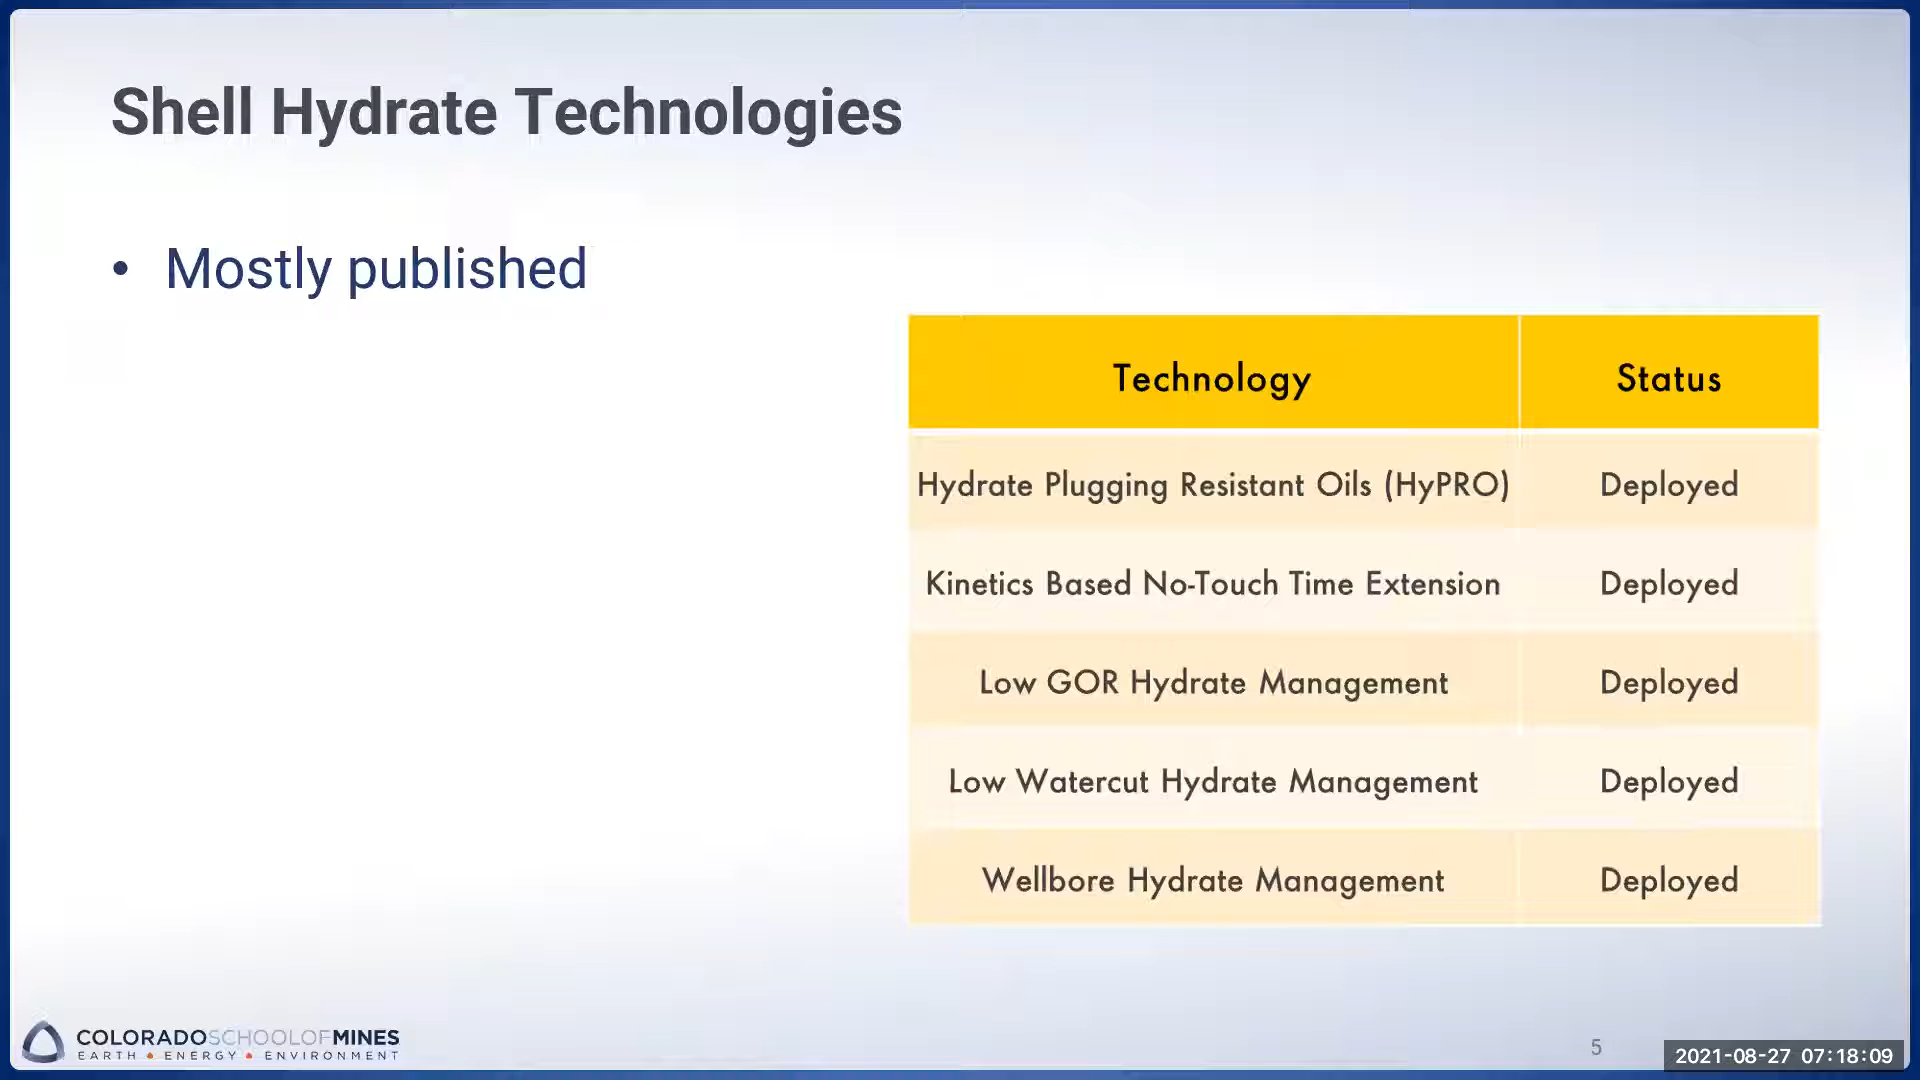 Shell Hydrate Technologies
• Mostly published
Technology Status
Hydrate Plugging Resistant Oils (HyPRO) Deployed
Kinetics Based No-Touch Time Extension Deployed
Low GOR Hydrate Management Deployed
Low Watercut Hydrate Management Deployed
Wellbore Hydrate Management Deployed
COLORADOSCHOOLOFMINES
EARTH • ENERGY • ENVIRONMENT
5
2021-08-27 07:18:09